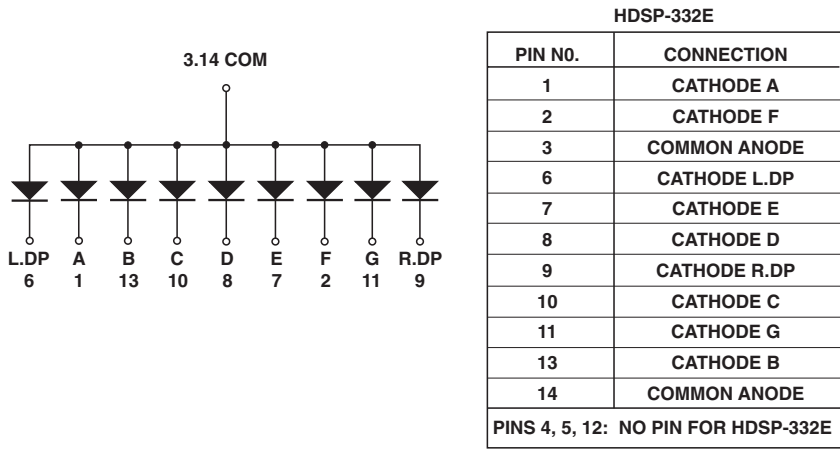 3.14 COM
L.DP A B C D E F G R.DP
6 1 13 10 8 7 2 11 9
HDSP-332E
PIN N0. CONNECTION
1 CATHODE A
2 CATHODE F
3 COMMON ANODE
6 CATHODE L.DP
7 CATHODE E
8 CATHODE D
9 CATHODE R.DP
10 CATHODE C
11 CATHODE G
13 CATHODE B
14 COMMON ANODE
PINS 4, 5, 12: NO PIN FOR HDSP-332E